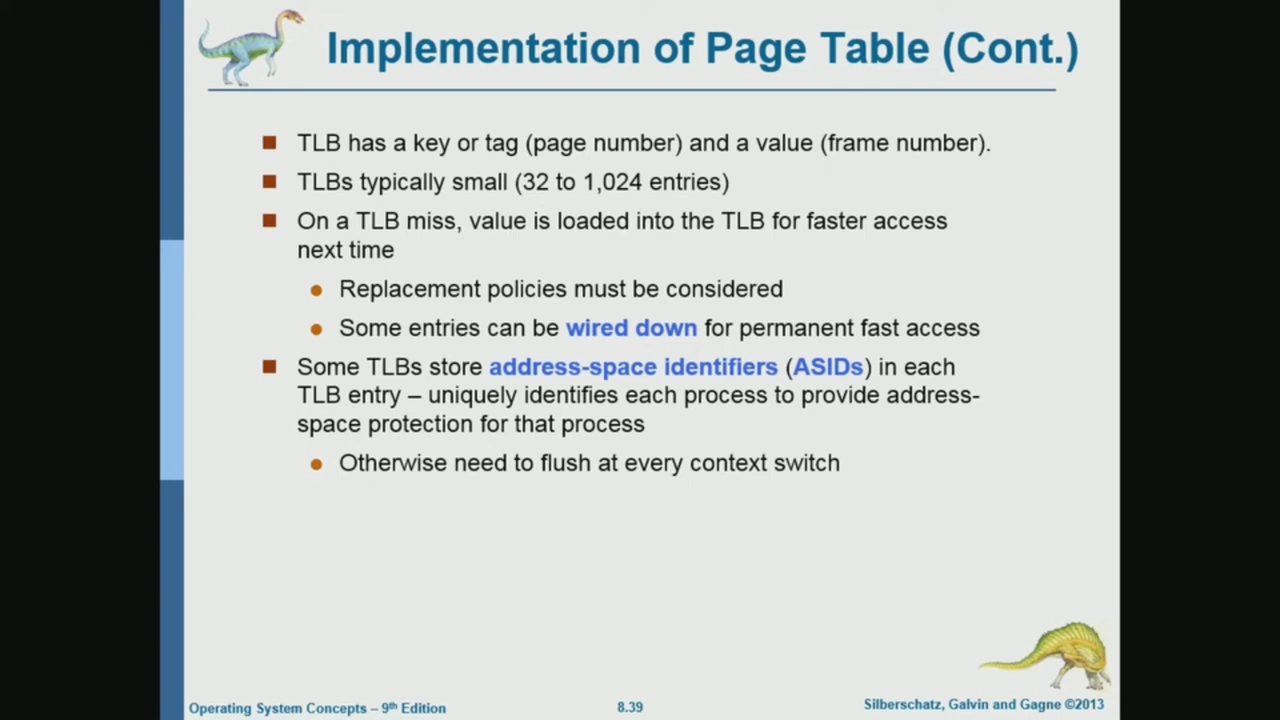 Implementation of Page Table (Cont.)
TLB has a key or tag (page number) and a value (frame number).
TLBs typically small (32 to 1,024 entries)
On a TLB miss, value is loaded into the TLB for faster access
next time
Replacement policies must be considered
Some entries can be wired down for permanent fast access
Some TLBs store address-space identifiers (ASIDs) in each
TLB entry – uniquely identifies each process to provide address-
space protection for that process
Otherwise need to flush at every context switch
Operating System Concepts – 9th Edition
8.39
Silberschatz, Galvin and Gagne ©2013